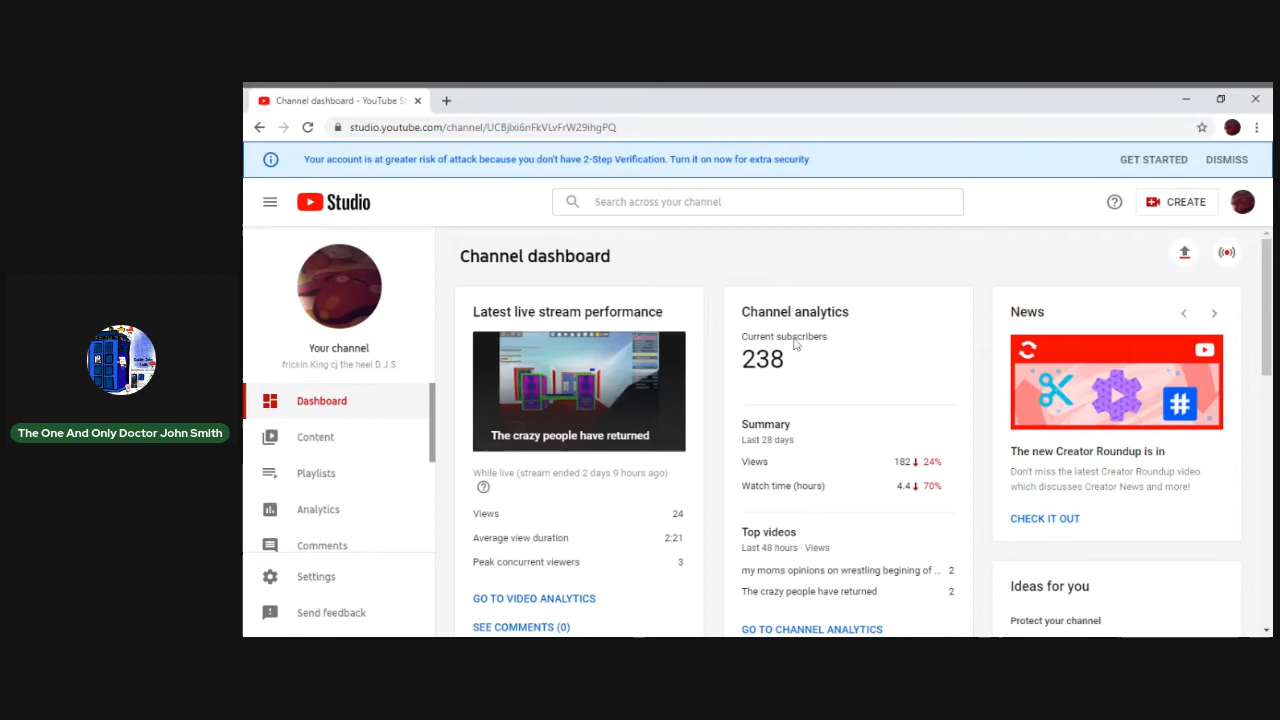 Channel dashboard - YouTube S
studio.youtube.com/channel/UCBjlxi6nFkVLvFrW29ihgPQ
Your account is at greater risk of attack because you don't have 2-Step Verification. Turn it on now for extra security
GET STARTED
DISMISS
Studio
Search across your channel
CREATE
Your channel
frickin King cj the heel D.J.S
Dashboard
Content
Playlists
Analytics
Comments
Settings
Send feedback
Channel dashboard
Latest live stream performance
The crazy people have returned
While live (stream ended 2 days 9 hours ago)
Views 24
Average view duration 2:21
Peak concurrent viewers 3
GO TO VIDEO ANALYTICS
SEE COMMENTS (0)
Channel analytics
Current subscribers
238
Summary
Last 28 days
Views 182 24%
Watch time (hours) 4.4 70%
Top videos
Last 48 hours · Views
my moms opinions on wrestling begining of ... 2
The crazy people have returned 2
GO TO CHANNEL ANALYTICS
News
#
The new Creator Roundup is in
Don't miss the latest Creator Roundup video
which discusses Creator News and more!
CHECK IT OUT
Ideas for you
Protect your channel
The One And Only Doctor John Smith